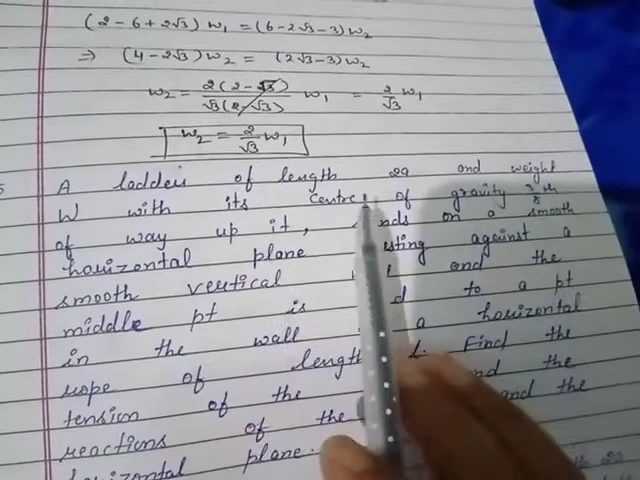 (2-6+2√3) w₁ = (6-2√3-3) w₂
⇒ (4-2√3) w₂ = (2√3-3) w₂
w₂ = 2(2-√3) / √3(2-√3) w₁ = 2/√3 w₁
w₂ = 2/√3 w₁
A ladder of length 2a and weight
W with its centre of gravity 3/8 th
of way up it, on a smooth
horizontal plane against a
smooth vertical and the
middle pt is to a pt
in the wall a horizontal
rope of length l. Find the
tension of the the
reactions of the and the
horizontal plane.